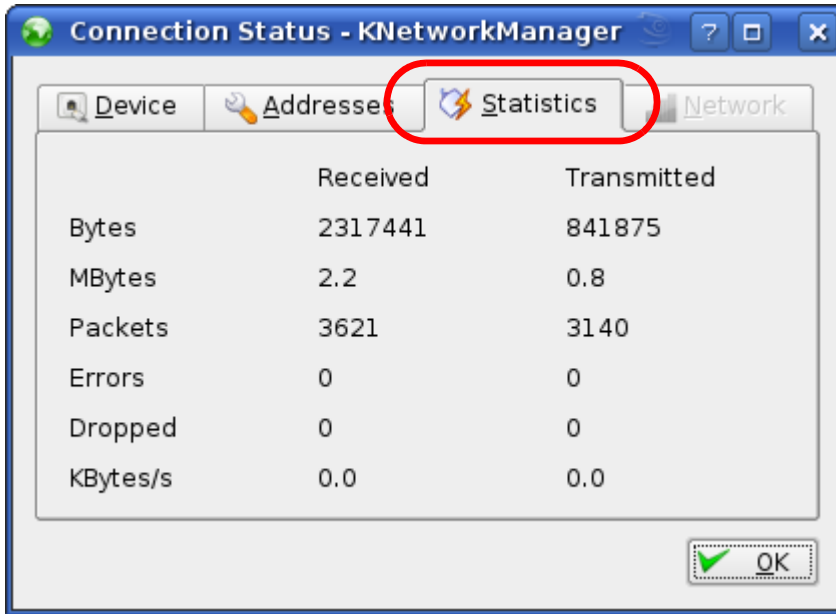 Connection Status - KNetworkManager
Device Addresses Statistics Network
Received Transmitted
Bytes 2317441 841875
MBytes 2.2 0.8
Packets 3621 3140
Errors 0 0
Dropped 0 0
KBytes/s 0.0 0.0
OK